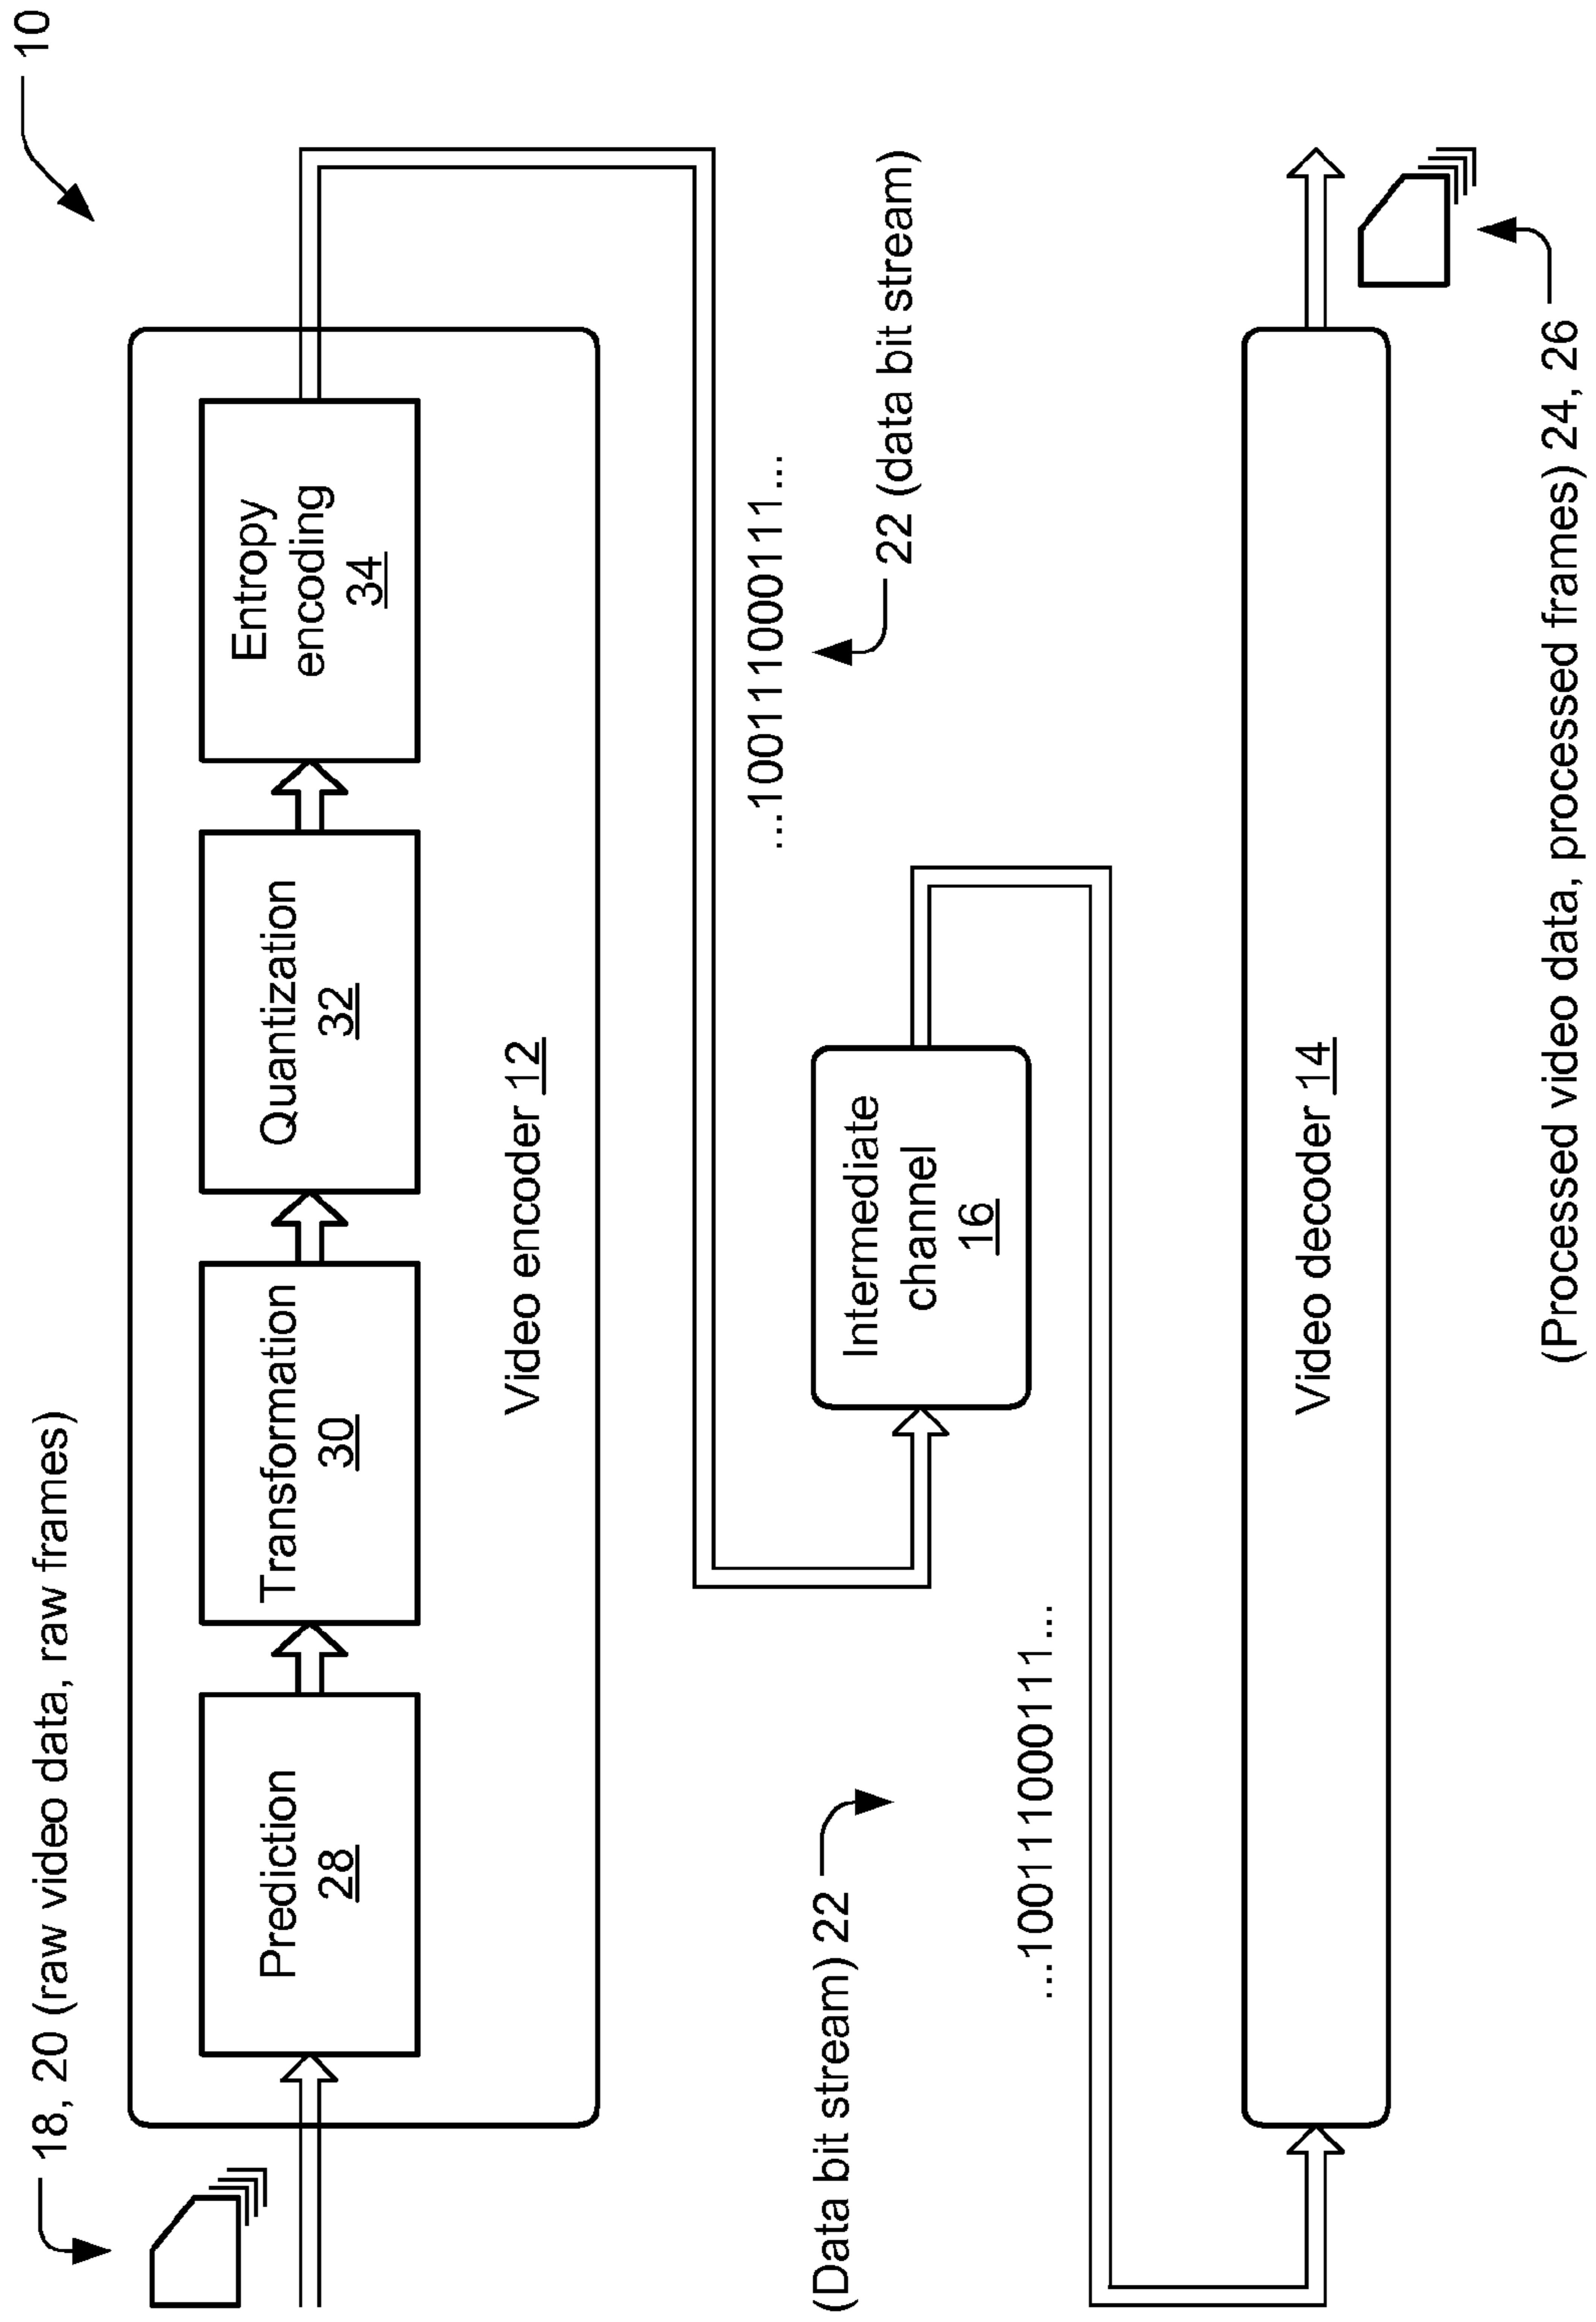 10
18, 20 (raw video data, raw frames)
Prediction
28
Transformation
30
Quantization
32
Entropy
encoding
34
Video encoder 12
...100111000111...
22 (data bit stream)
Intermediate
channel
16
(Data bit stream) 22
...100111000111...
Video decoder 14
(Processed video data, processed frames) 24, 26